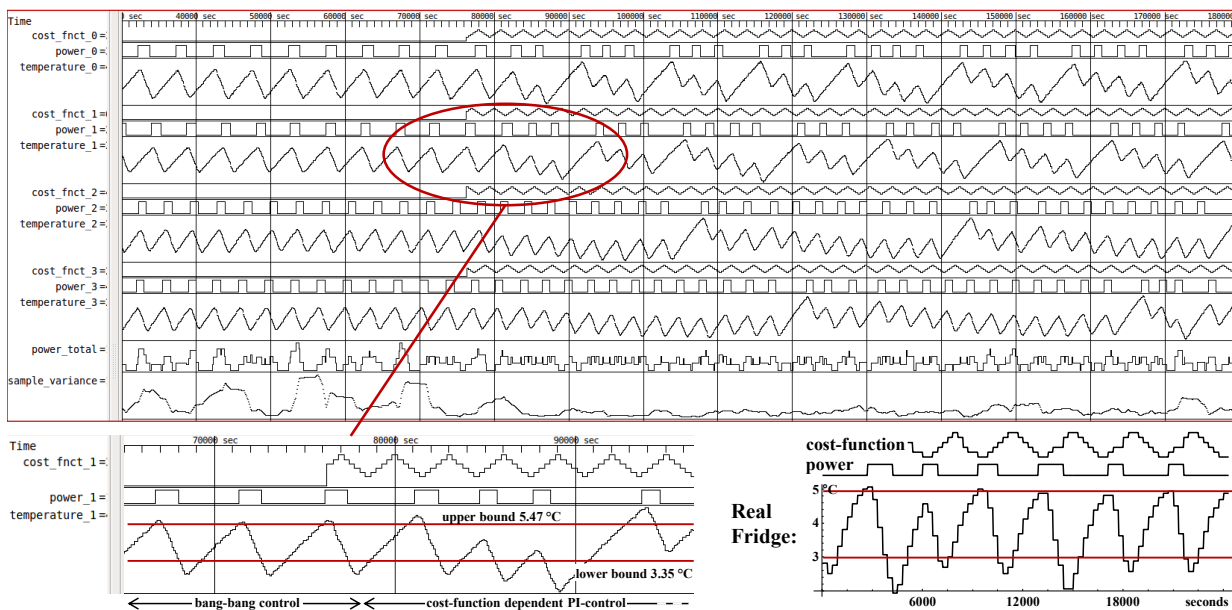 Time
0 sec 40000 sec 50000 sec 60000 sec 70000 sec 80000 sec 90000 sec 100000 sec 110000 sec 120000 sec 130000 sec 140000 sec 150000 sec 160000 sec 170000 sec 180000
cost_fnct_0=
power_0=
temperature_0=
cost_fnct_1=
power_1=
temperature_1=
cost_fnct_2=
power_2=
temperature_2=
cost_fnct_3=
power_3=
temperature_3=
power_total=
sample_variance=
Time
70000 sec 80000 sec 90000 sec
cost_fnct_1=
power_1=
temperature_1=
upper bound 5.47 °C
lower bound 3.35 °C
bang-bang control
cost-function dependent PI-control
cost-function
power
Real
Fridge:
5 °C
4
3
6000 12000 18000 seconds